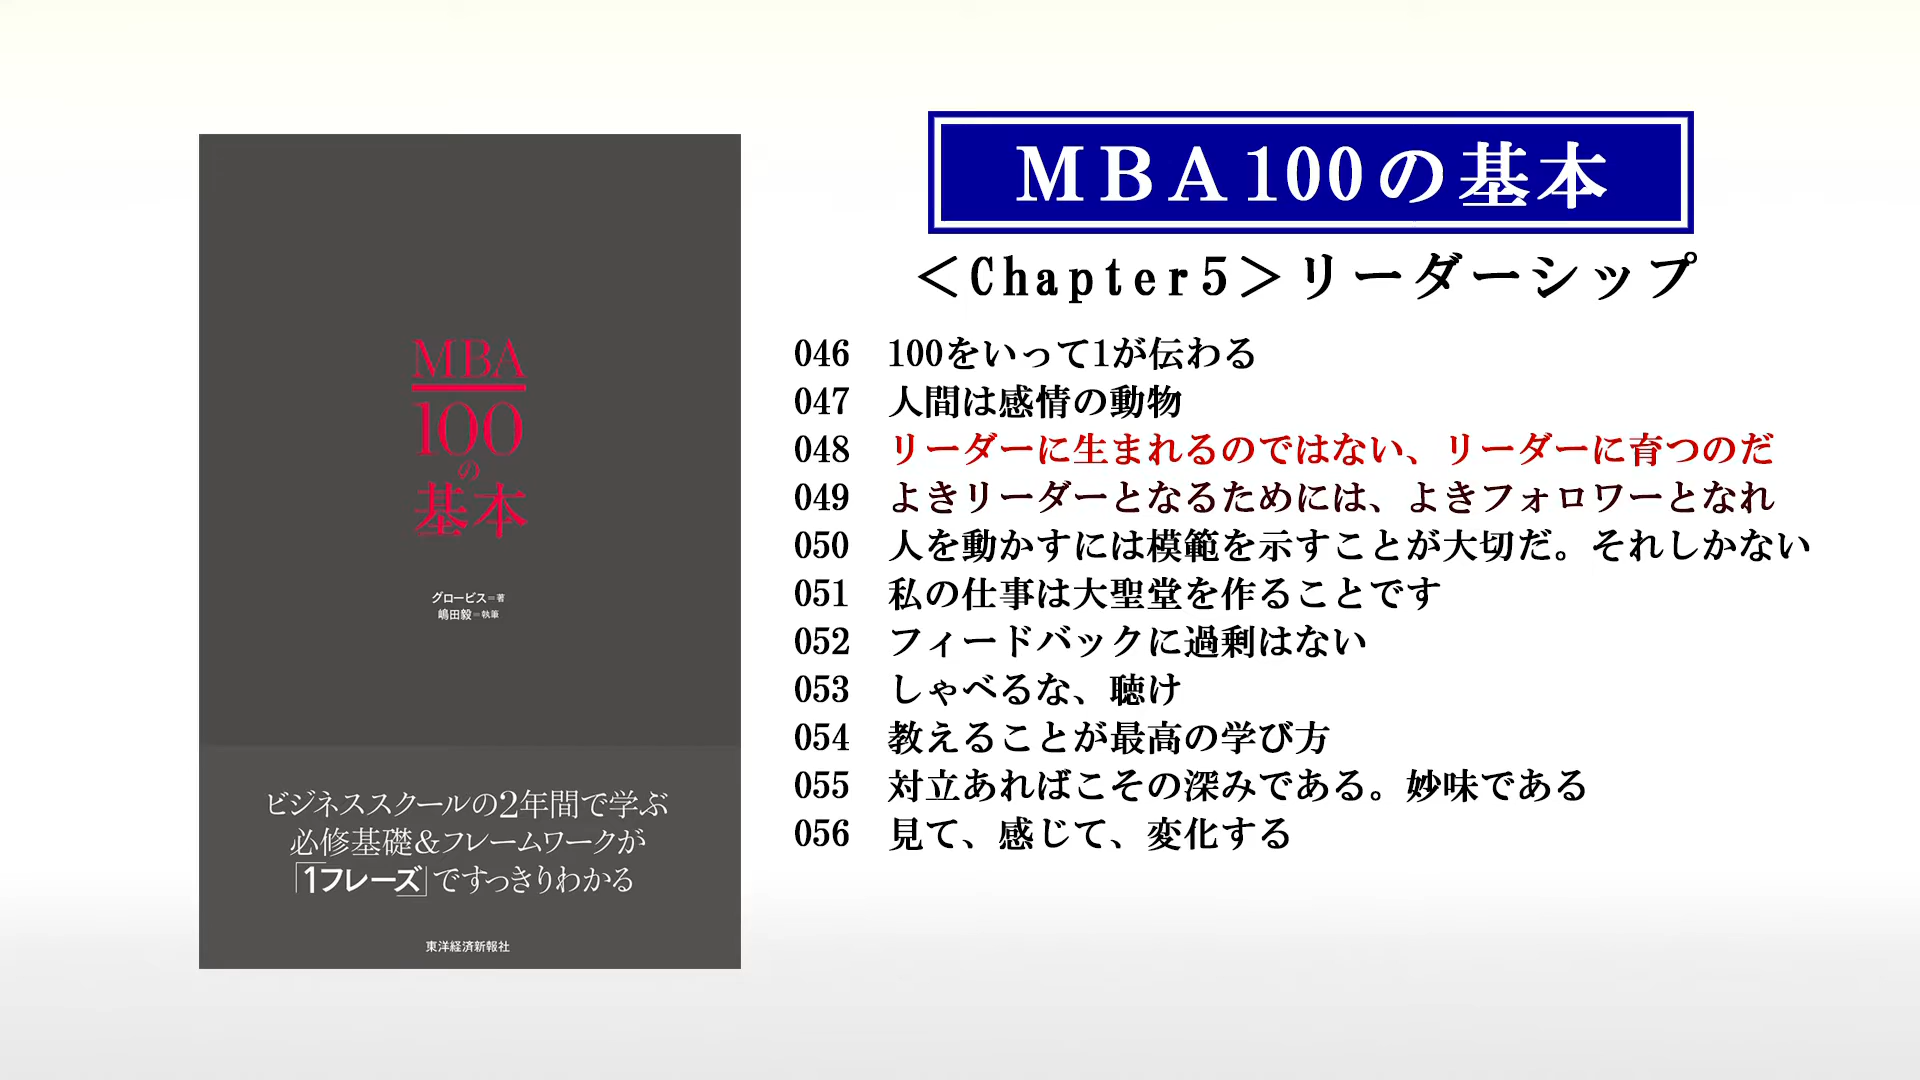 MBA
100
の
基本
グロービス=著
嶋田毅=執筆
ビジネススクールの2年間で学ぶ
必修基礎&フレームワークが
「1フレーズ」ですっきりわかる
東洋経済新報社
MBA100の基本
<Chapter5>リーダーシップ
046 100をいって1が伝わる
047 人間は感情の動物
048 リーダーに生まれるのではない、リーダーに育つのだ
049 よきリーダーとなるためには、よきフォロワーとなれ
050 人を動かすには模範を示すことが大切だ。それしかない
051 私の仕事は大聖堂を作ることです
052 フィードバックに過剰はない
053 しゃべるな、聴け
054 教えることが最高の学び方
055 対立あればこその深みである。妙味である
056 見て、感じて、変化する